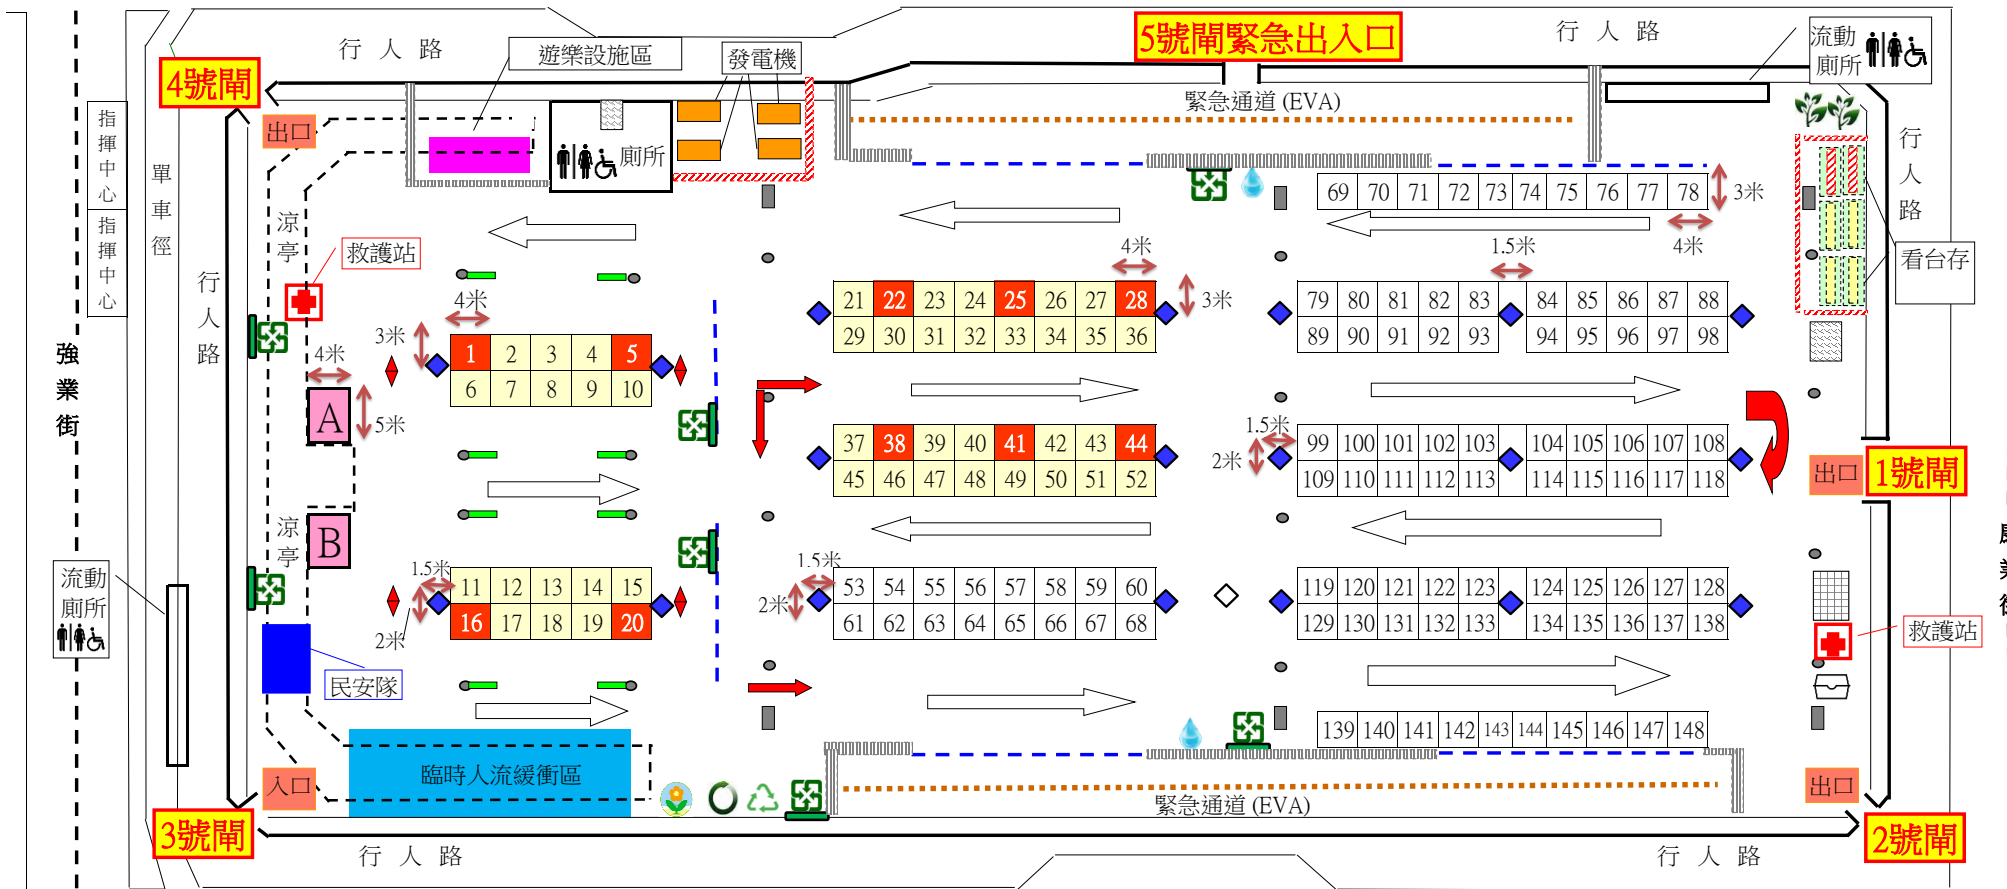 5號閘緊急出入口
行人路
遊樂設施區
發電機
行人路
流動
廁所
4號閘
出口
緊急通道 (EVA)
指揮中心
指揮中心
單車徑
涼亭
廁所
行人路
69 70 71 72 73 74 75 76 77 78
3米
4米
1.5米
4米
看台存
救護站
行人路
4米
3米
4米
3米
21 22 23 24 25 26 27 28
29 30 31 32 33 34 35 36
79 80 81 82 83 84 85 86 87 88
89 90 91 92 93 94 95 96 97 98
強業街
1 2 3 4 5
6 7 8 9 10
4米
A
5米
37 38 39 40 41 42 43 44
45 46 47 48 49 50 51 52
1.5米
2米
99 100 101 102 103 104 105 106 107 108
109 110 111 112 113 114 115 116 117 118
出口
1號閘
涼亭
B
流動
廁所
1.5米
2米
11 12 13 14 15
16 17 18 19 20
1.5米
2米
53 54 55 56 57 58 59 60
61 62 63 64 65 66 67 68
119 120 121 122 123 124 125 126 127 128
129 130 131 132 133 134 135 136 137 138
救護站
民安隊
139 140 141 142 143 144 145 146 147 148
入口
臨時人流緩衝區
緊急通道 (EVA)
出口
3號閘
2號閘
行人路
行人路